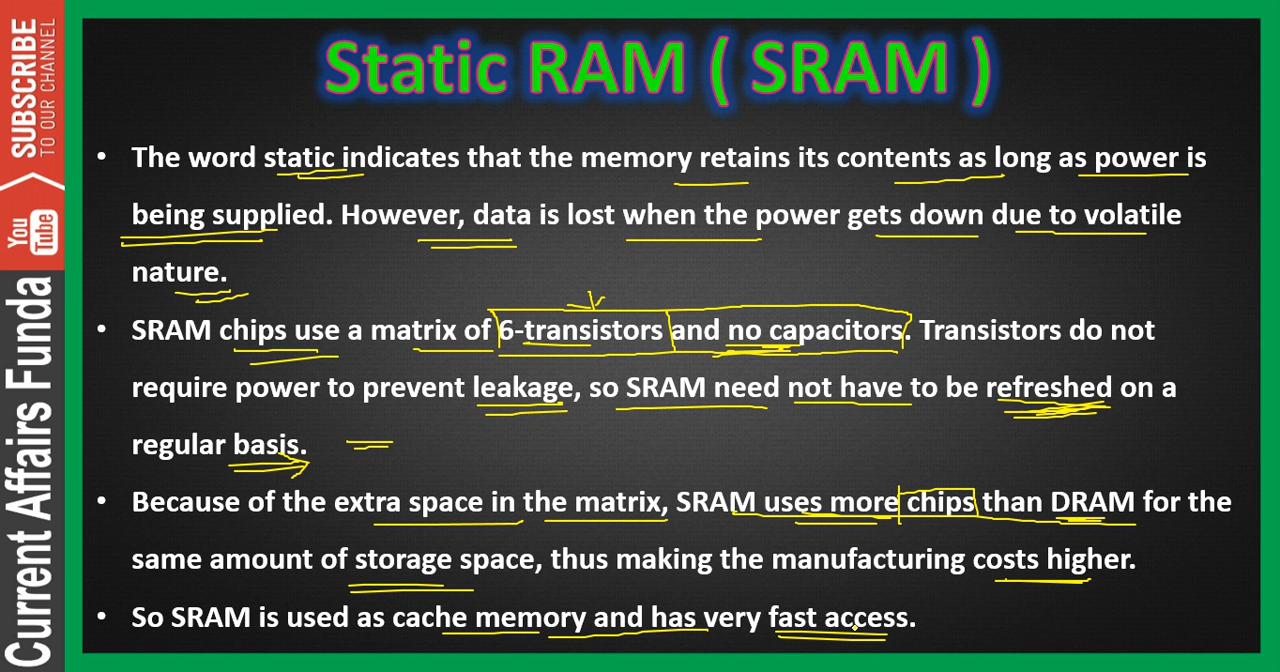 SUBSCRIBE
TO OUR CHANNEL
You
Tube
Current Affairs Funda
Static RAM ( SRAM )
• The word static indicates that the memory retains its contents as long as power is
being supplied. However, data is lost when the power gets down due to volatile
nature.
• SRAM chips use a matrix of 6-transistors and no capacitors. Transistors do not
require power to prevent leakage, so SRAM need not have to be refreshed on a
regular basis.
• Because of the extra space in the matrix, SRAM uses more chips than DRAM for the
same amount of storage space, thus making the manufacturing costs higher.
• So SRAM is used as cache memory and has very fast access.